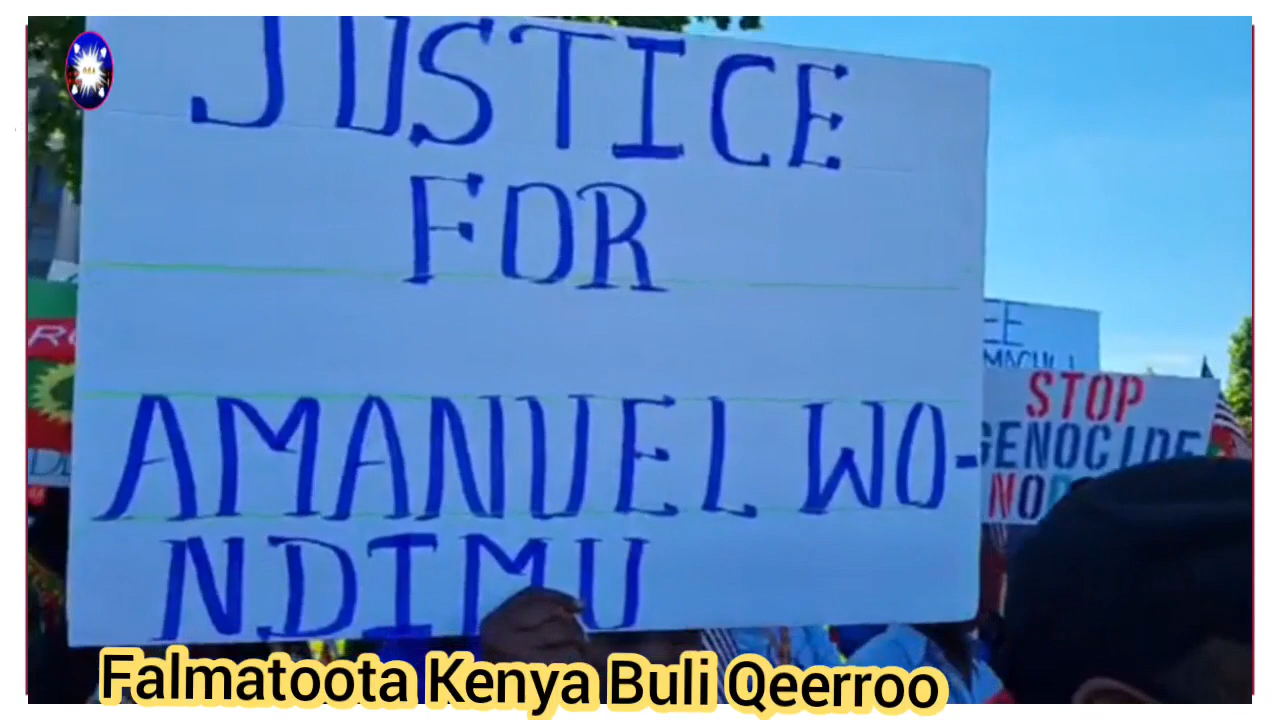 JUSTICE
FOR
AMANUEL WO-
NDIMU
STOP
GENOCIDE
Falmatoota Kenya Buli Qeerroo